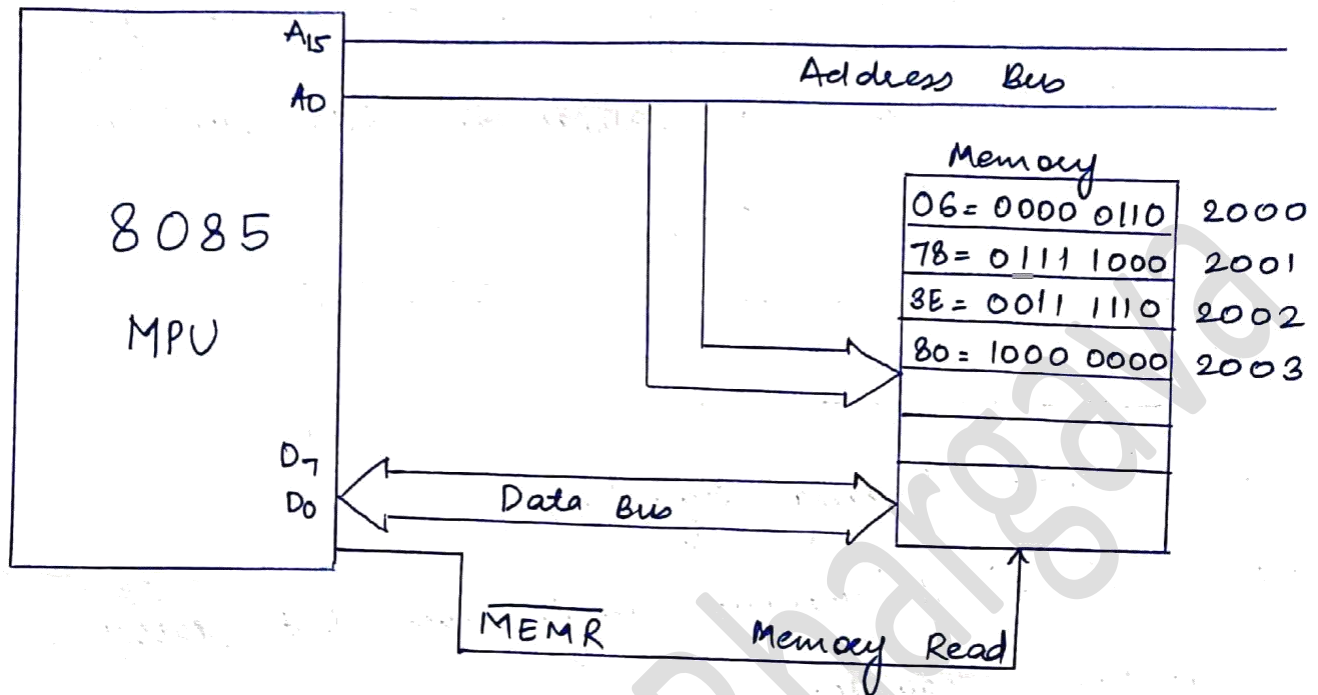 A15
Address Bus
A0
Memory
06 = 0000 0110 2000
8085
78 = 0111 1000 2001
3E = 0011 1110 2002
MPU
80 = 1000 0000 2003
D7
Data Bus
D0
MEMR Memory Read
bhargava